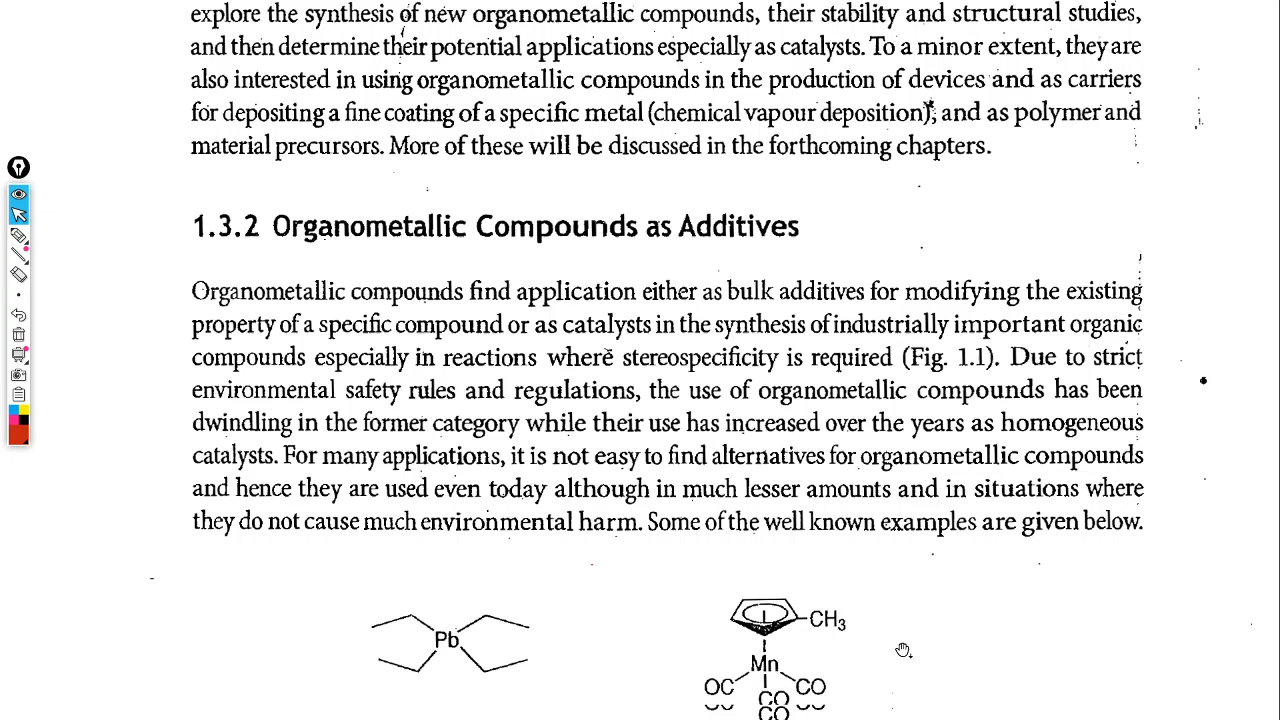 explore the synthesis of new organometallic compounds, their stability and structural studies,
and then determine their potential applications especially as catalysts. To a minor extent, they are
also interested in using organometallic compounds in the production of devices and as carriers
for depositing a fine coating of a specific metal (chemical vapour deposition), and as polymer and
material precursors. More of these will be discussed in the forthcoming chapters.
1.3.2 Organometallic Compounds as Additives
Organometallic compounds find application either as bulk additives for modifying the existing
property of a specific compound or as catalysts in the synthesis of industrially important organic
compounds especially in reactions where stereospecificity is required (Fig. 1.1). Due to strict
environmental safety rules and regulations, the use of organometallic compounds has been
dwindling in the former category while their use has increased over the years as homogeneous
catalysts. For many applications, it is not easy to find alternatives for organometallic compounds
and hence they are used even today although in much lesser amounts and in situations where
they do not cause much environmental harm. Some of the well known examples are given below.
CH3
Pb
Mn
OC CO
CO
CO